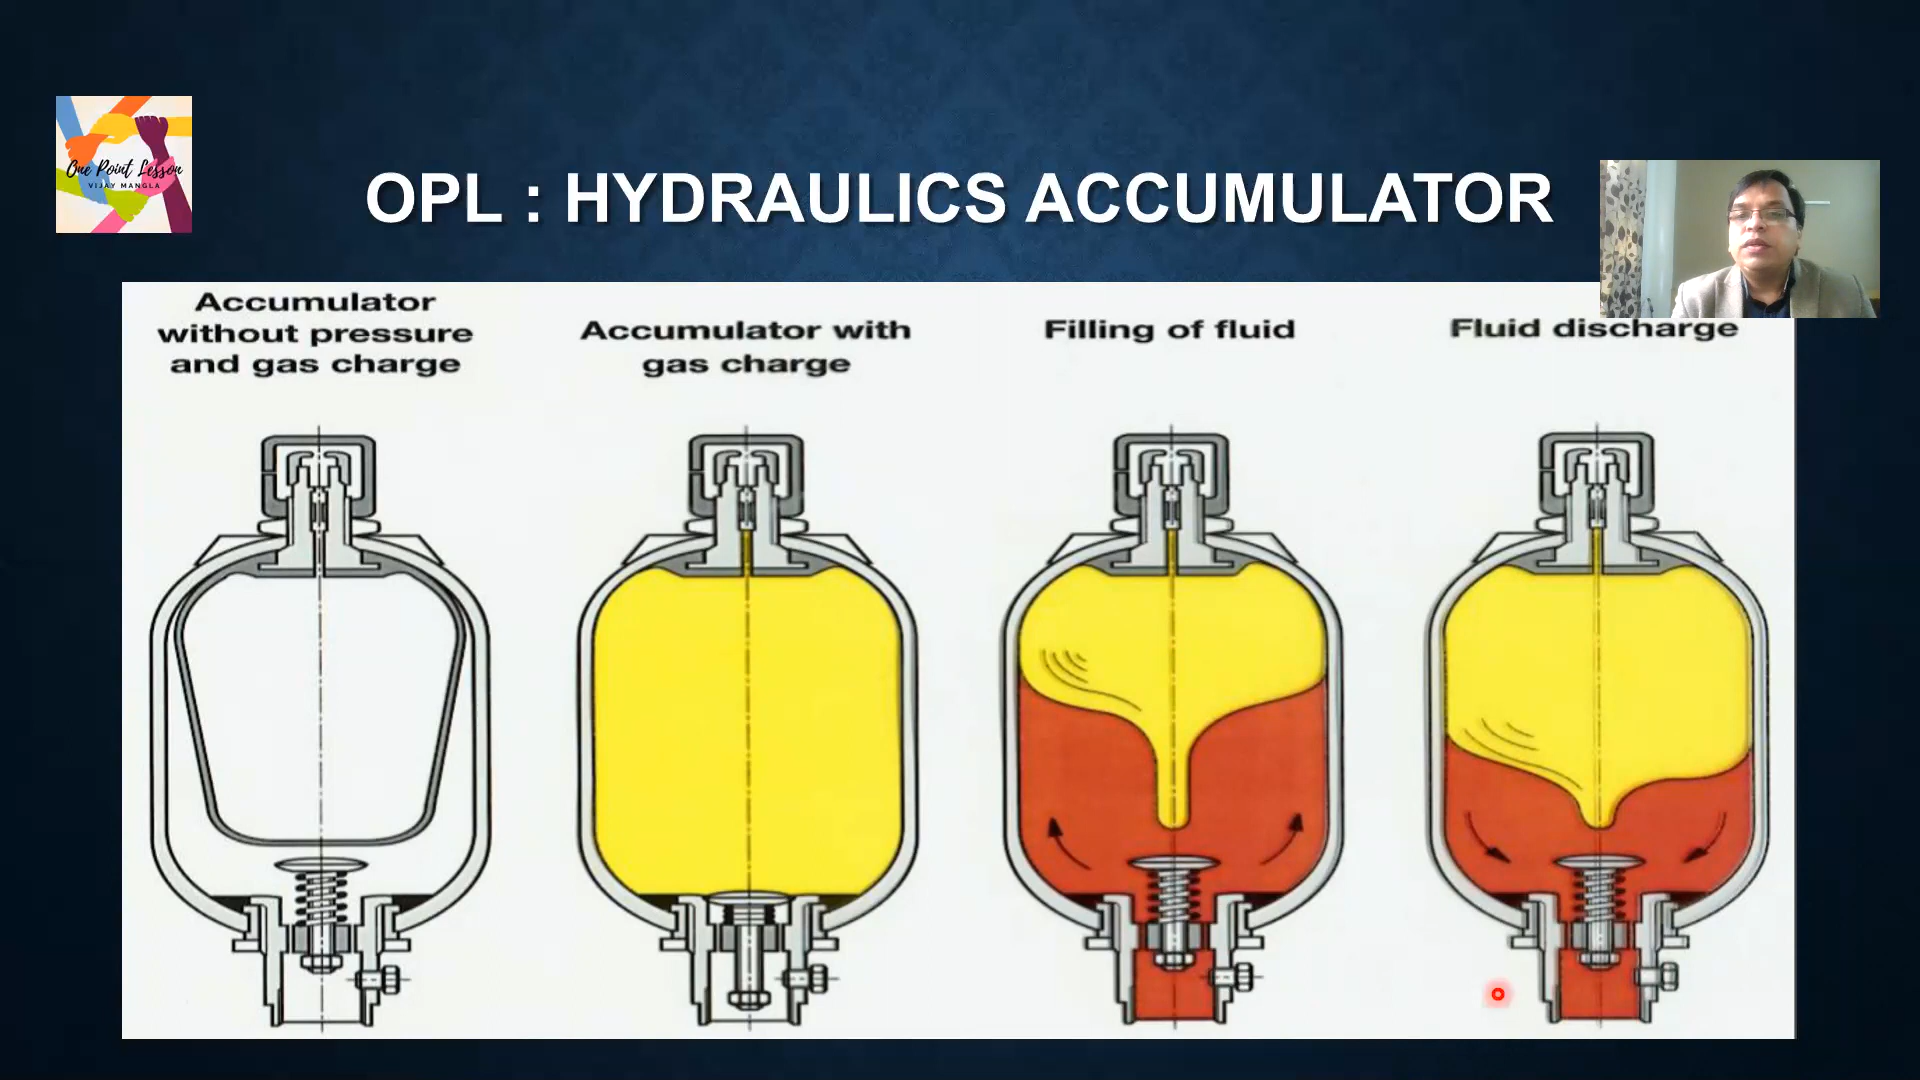 One Point Lesson
VIJAY MANGLA
OPL : HYDRAULICS ACCUMULATOR
Accumulator
without pressure
and gas charge
Accumulator with
gas charge
Filling of fluid
Fluid discharge